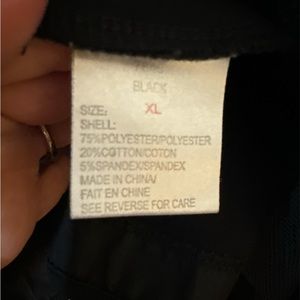 BLACK
SIZE: XL
SHELL:
75%POLYESTER/POLYESTER
20%COTTON/COTON
5%SPANDEX/SPANDEX
MADE IN CHINA/
FAIT EN CHINE
SEE REVERSE FOR CARE